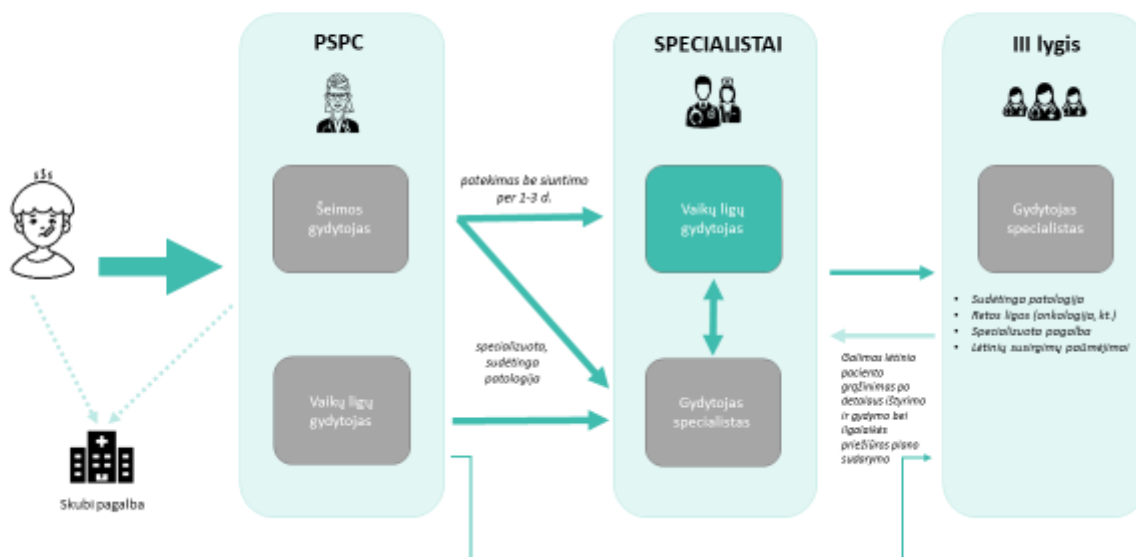 PSPC
SPECIALISTAI
III lygis
Šeimos
gydytojas
patekimas be siuntimo
per 1-3 d.
Vaikų ligų
gydytojas
Gydytojas
specialistas
• Sudėtinga patologija
• Retos ligos (onkologija, kt.)
• Specializuota pagalba
• Lėtinių susirgimų paūmėjimai
specializuota,
sudėtinga
patologija
Vaikų ligų
gydytojas
Gydytojas
specialistas
Galimas lėtinio
paciento
grąžinimas po
detalaus ištyrimo
ir gydymo bei
ilgalaikės
priežiūros plano
sudarymo
Skubi pagalba